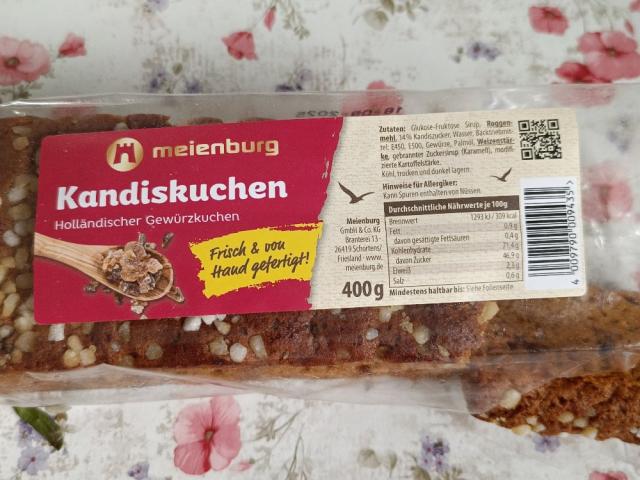 meienburg
Kandiskuchen
Holländischer Gewürzkuchen
Frisch & von
Hand gefertigt!
Zutaten: Glukose-Fruktose Sirup, Roggen-
mehl, 14% Kandiszucker, Wasser, Backtriebmit-
tel: E450, E500, Gewürze, Palmöl, Weizenstär-
ke, gebrannter Zuckersirup (Karamell), modifi-
zierte Kartoffelstärke.
Kühl, trocken und dunkel lagern.
Hinweise für Allergiker:
Kann Spuren enthalten von Nüssen.
Meienburg
GmbH & Co. KG
Branterei 13 -
26419 Schortens/
Friesland · www.
meienburg.de
400g
Durchschnittliche Nährwerte je 100g
Brennwert 1293 kJ / 309 kcal
Fett 0,9 g
davon gesättigte Fettsäuren 0,4 g
Kohlenhydrate 71,4 g
davon Zucker 46,9 g
Eiweiß 2,3 g
Salz 0,6 g
Mindestens haltbar bis: Siehe Folienseite
4 009790 009435